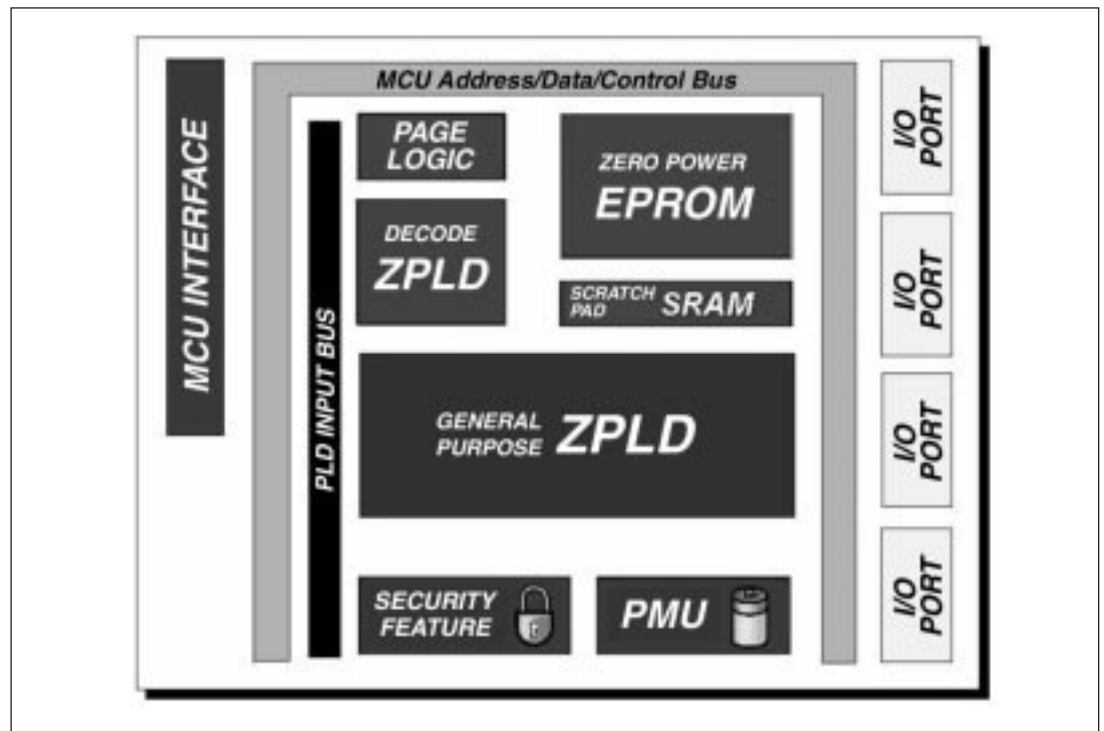 MCU INTERFACE
MCU Address/Data/Control Bus
PLD INPUT BUS
PAGE
LOGIC
DECODE
ZPLD
ZERO POWER
EPROM
SCRATCH
PAD
SRAM
GENERAL
PURPOSE
ZPLD
SECURITY
FEATURE
PMU
I/O
PORT
I/O
PORT
I/O
PORT
I/O
PORT